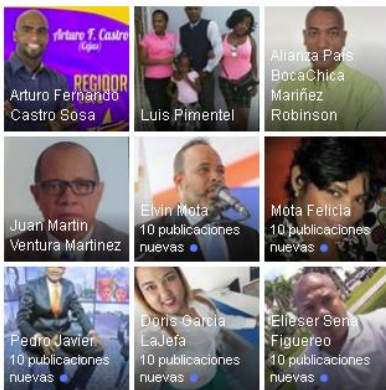 Arturo F. Castro
(Cejas)
REGIDOR
Arturo Fernando
Castro Sosa
Luis Pimentel
Alianza País
BocaChica
Mariñez
Robinson
Juan Martin
Ventura Martinez
Elvin Mota
10 publicaciones
nuevas
Mota Felicia
10 publicaciones
nuevas
Pedro Javier
10 publicaciones
nuevas
Doris Garcia
LaJefa
10 publicaciones
nuevas
Elieser Sena
Figuereo
10 publicaciones
nuevas